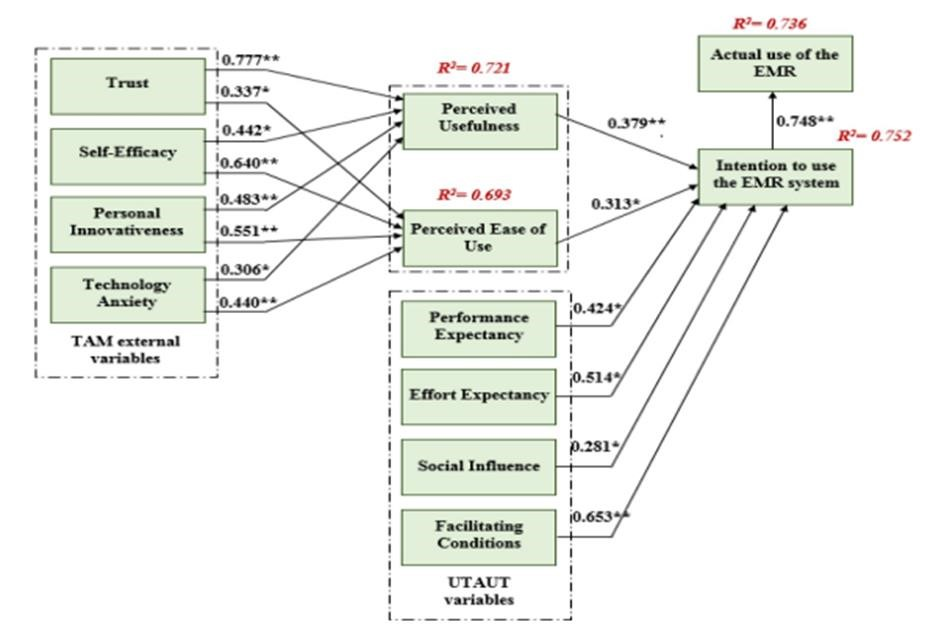 R²= 0.736
Actual use of the
EMR
0.748**
R²= 0.752
Intention to use
the EMR system
Trust
0.777**
0.337*
Self-Efficacy
0.442*
0.640**
Personal
Innovativeness
0.483**
0.551**
Technology
Anxiety
0.306*
0.440**
TAM external
variables
R²= 0.721
Perceived
Usefulness
0.379**
R²= 0.693
Perceived Ease of
Use
0.313*
Performance
Expectancy
0.424*
Effort Expectancy
0.514*
Social Influence
0.281*
Facilitating
Conditions
0.653**
UTAUT
variables